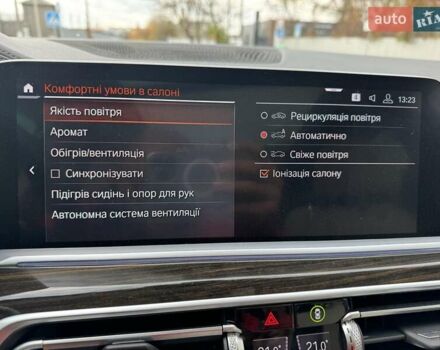 auto RIA
Комфортні умови в салоні
13:23
Якість повітря
Аромат
Обігрів/вентиляція
Синхронізувати
Підігрів сидінь і опор для рук
Автономна система вентиляції
Рециркуляція повітря
Автоматично
Свіже повітря
Іонізація салону
21.0°